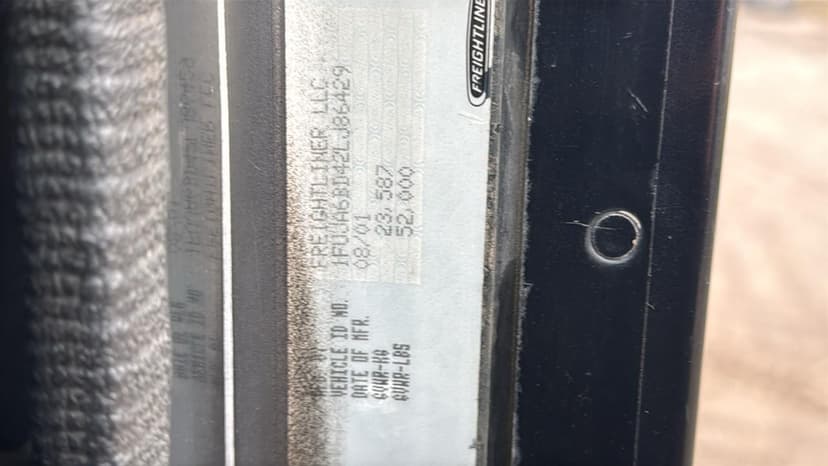 FREIGHTLINER LLC
VEHICLE ID NO. 1FUJA6BD42LJ86429
DATE OF MFR. 08/01
GVWR-KG 23,587
GVWR-LBS 52,000
FREIGHTLINE